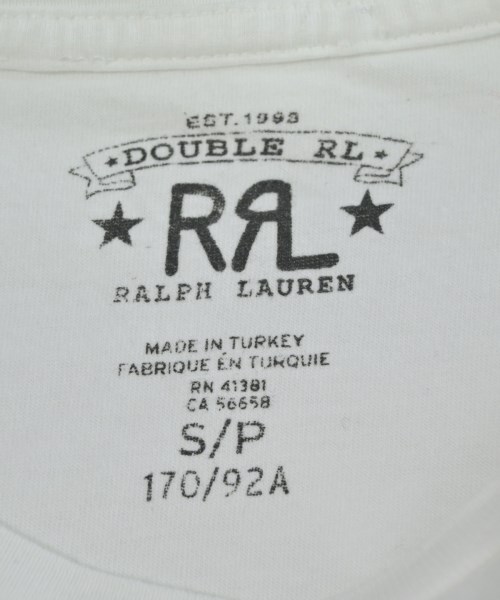 EST.1993
★DOUBLE RL★
★ RRL ★
RALPH LAUREN
MADE IN TURKEY
FABRIQUE ÉN TURQUIE
RN 41381
CA 56658
S/P
170/92A